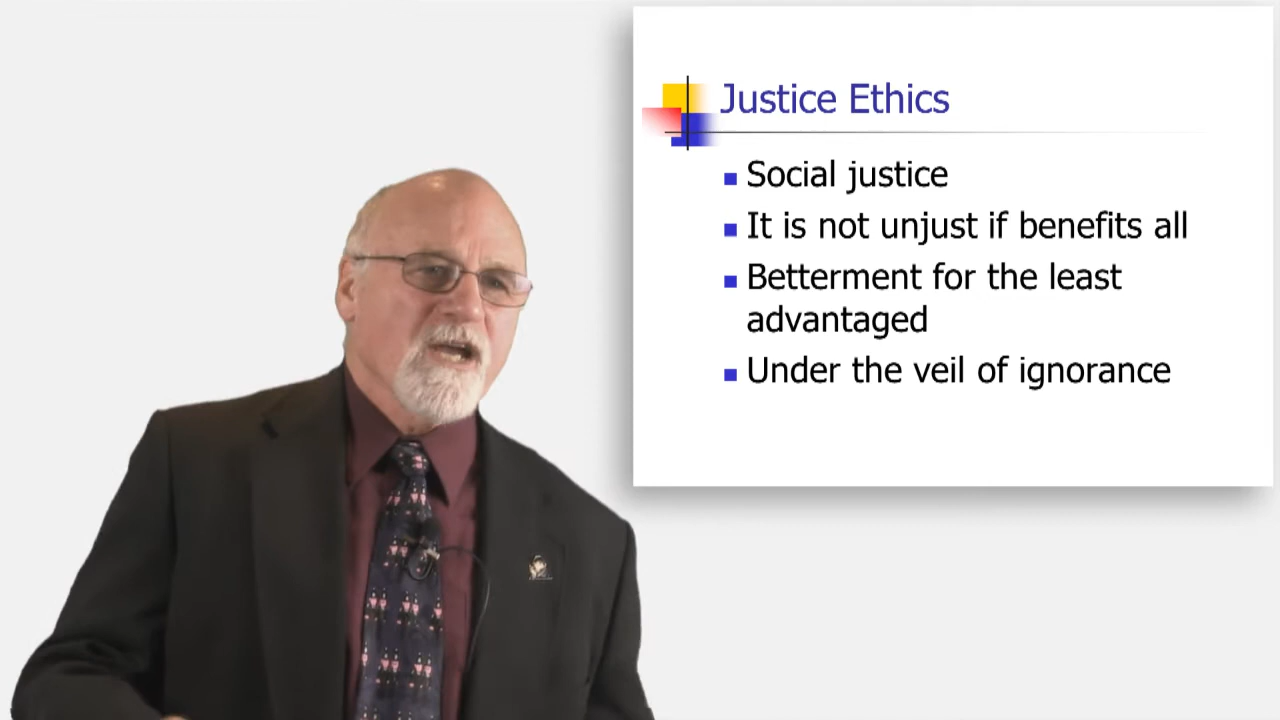 Justice Ethics
Social justice
It is not unjust if benefits all
Betterment for the least
advantaged
Under the veil of ignorance